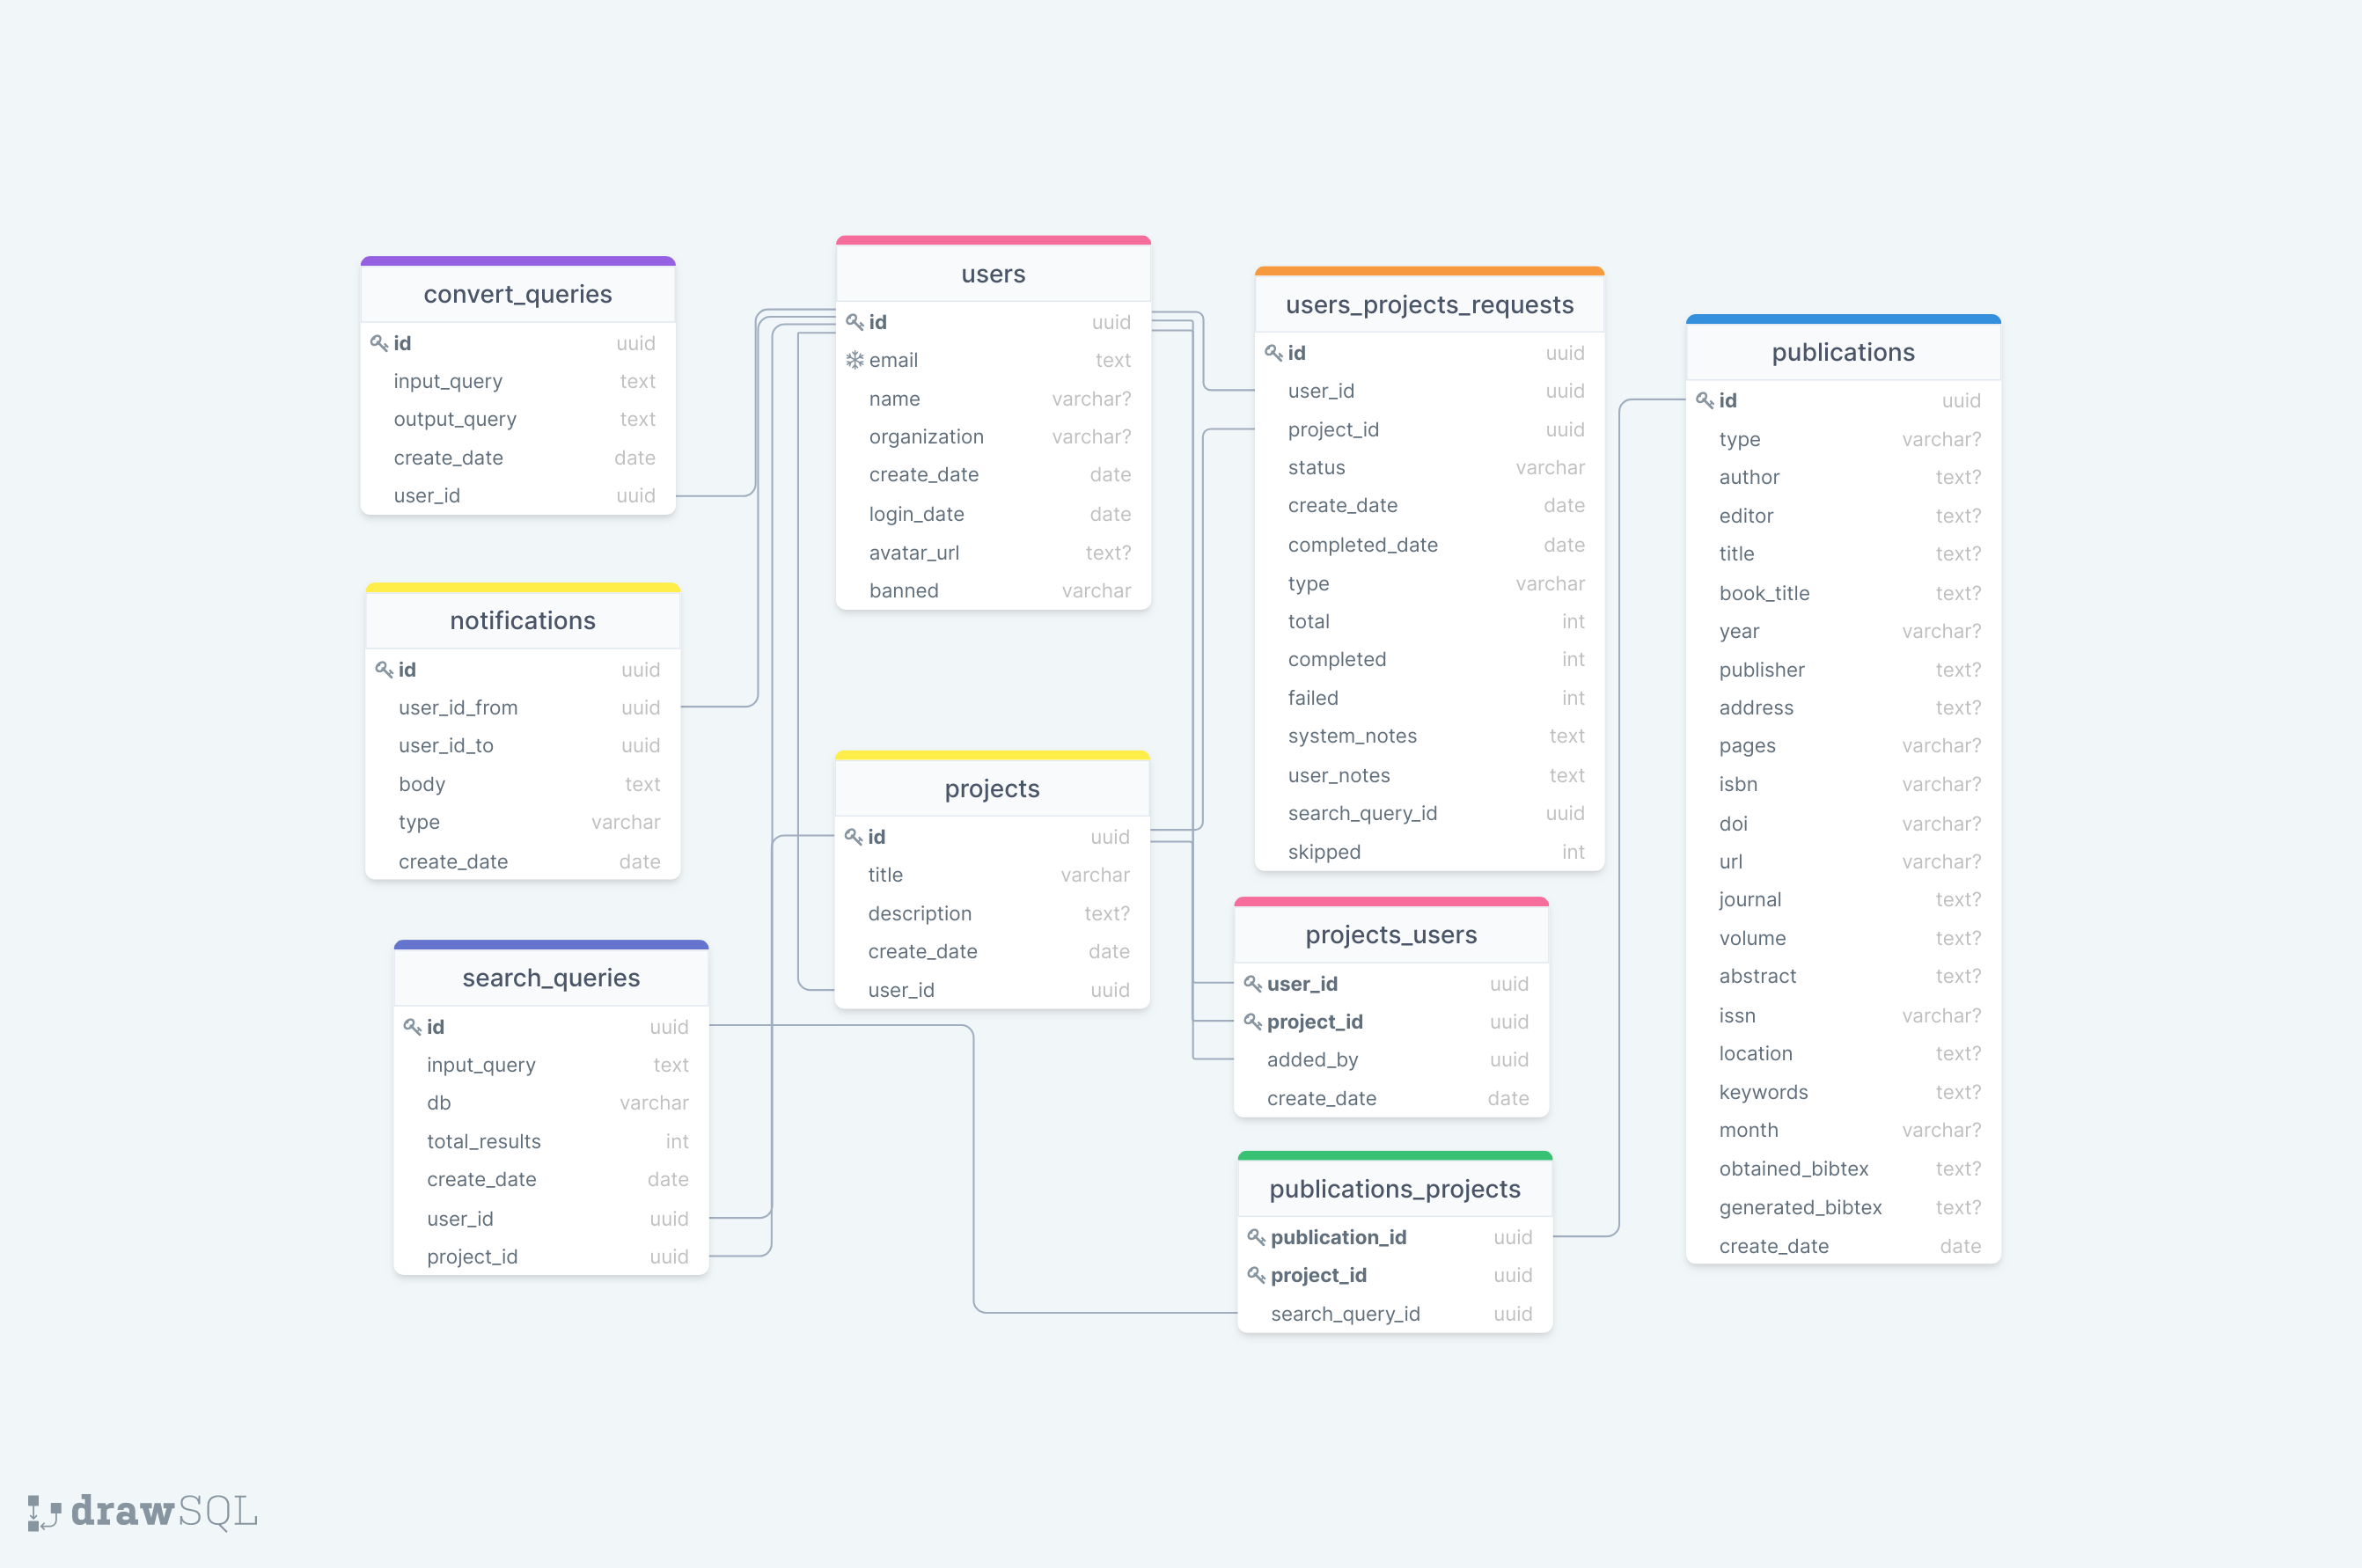 convert_queries
id uuid
input_query text
output_query text
create_date date
user_id uuid
notifications
id uuid
user_id_from uuid
user_id_to uuid
body text
type varchar
create_date date
search_queries
id uuid
input_query text
db varchar
total_results int
create_date date
user_id uuid
project_id uuid
users
id uuid
email text
name varchar?
organization varchar?
create_date date
login_date date
avatar_url text?
banned varchar
projects
id uuid
title varchar
description text?
create_date date
user_id uuid
users_projects_requests
id uuid
user_id uuid
project_id uuid
status varchar
create_date date
completed_date date
type varchar
total int
completed int
failed int
system_notes text
user_notes text
search_query_id uuid
skipped int
projects_users
user_id uuid
project_id uuid
added_by uuid
create_date date
publications_projects
publication_id uuid
project_id uuid
search_query_id uuid
publications
id uuid
type varchar?
author text?
editor text?
title text?
book_title text?
year varchar?
publisher text?
address text?
pages varchar?
isbn varchar?
doi varchar?
url varchar?
journal text?
volume text?
abstract text?
issn varchar?
location text?
keywords text?
month varchar?
obtained_bibtex text?
generated_bibtex text?
create_date date
drawSQL